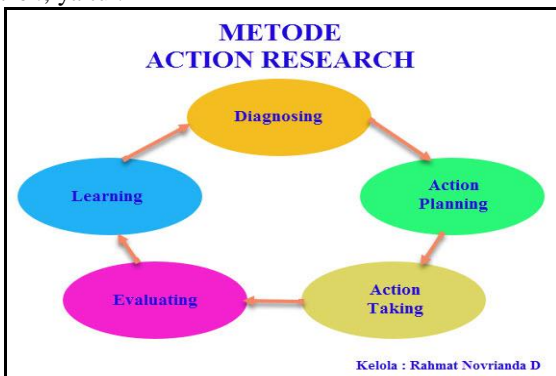 METODE
ACTION RESEARCH
Diagnosing
Action
Planning
Action
Taking
Evaluating
Learning
Kelola : Rahmat Novrianda D